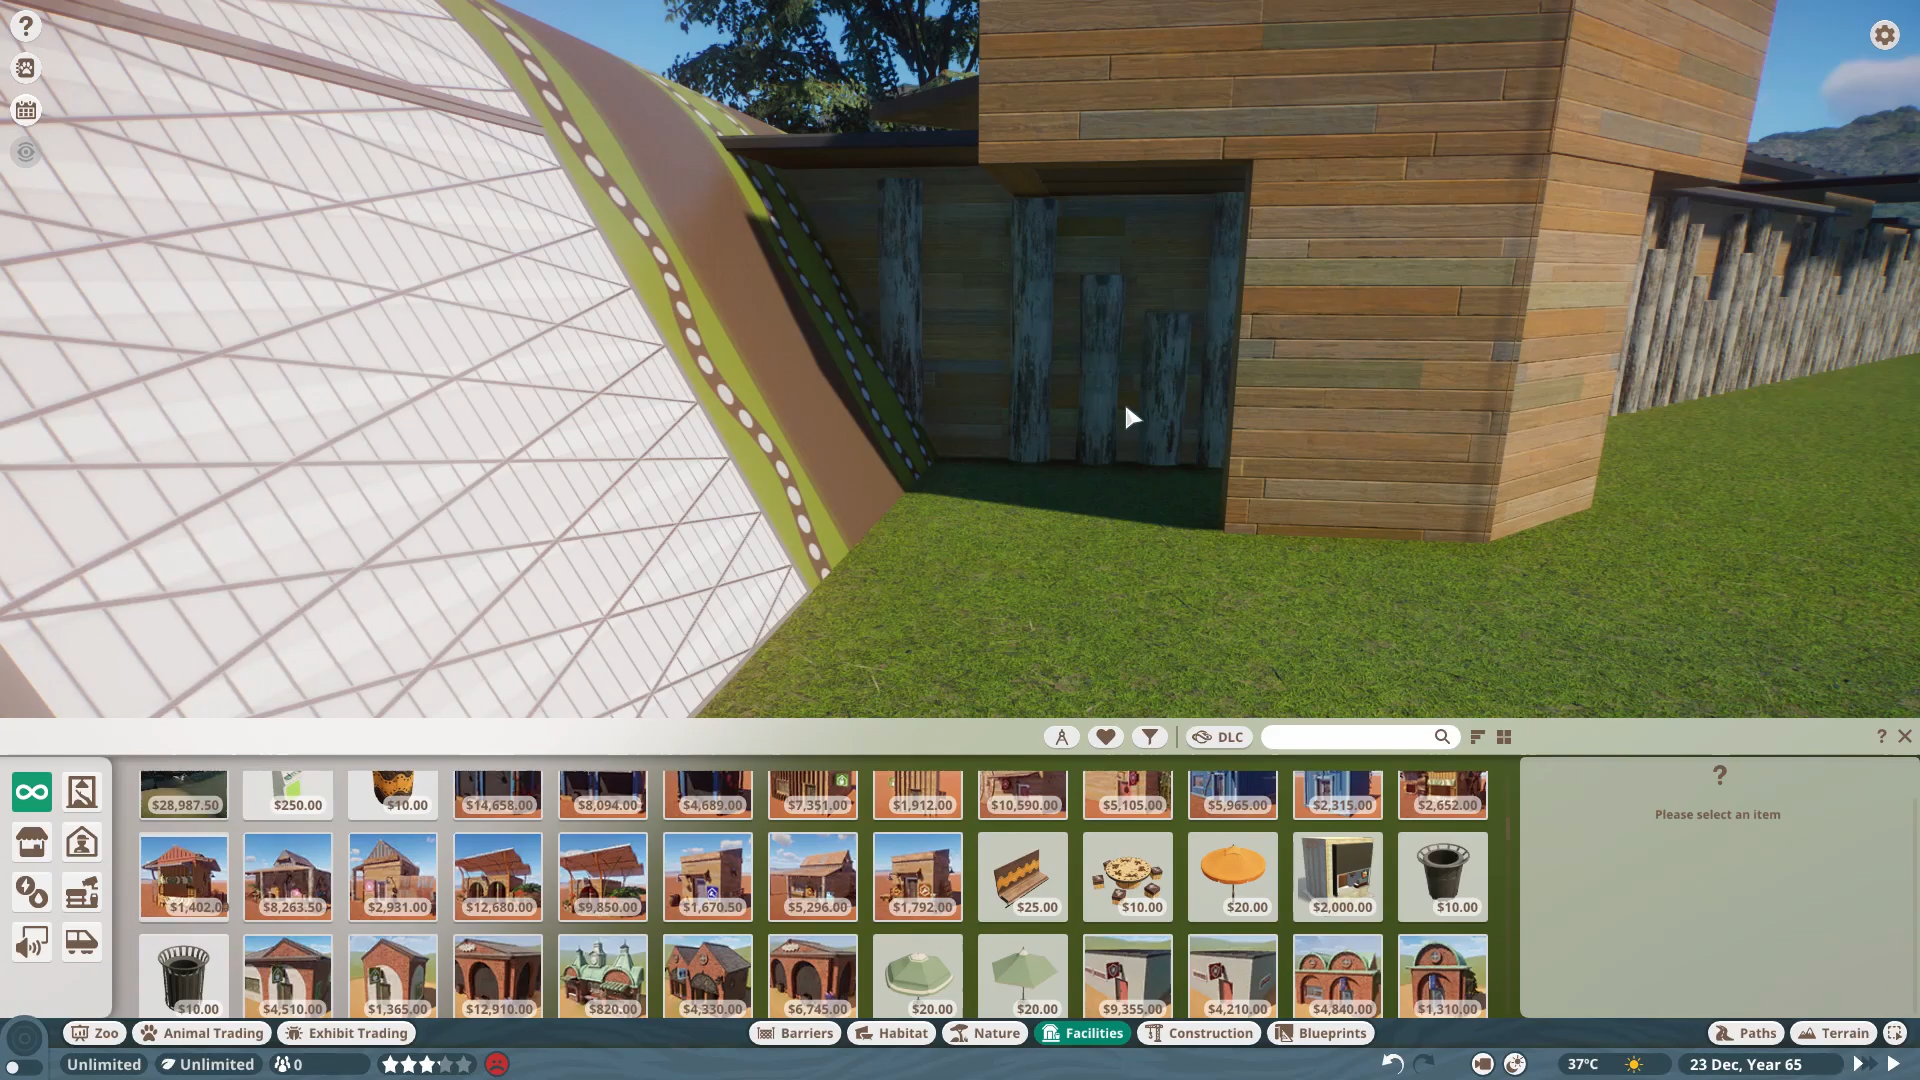 DLC
$28,987.50 $250.00 $10.00 $14,658.00 $8,094.00 $4,689.00 $7,351.00 $1,912.00 $10,590.00 $5,105.00 $5,965.00 $2,315.00 $2,652.00
?
Please select an item
$1,402.00 $8,263.50 $2,931.00 $12,680.00 $9,850.00 $1,670.50 $5,296.00 $1,792.00 $25.00 $10.00 $20.00 $2,000.00 $10.00
$10.00 $4,510.00 $1,365.00 $12,910.00 $820.00 $4,330.00 $6,745.00 $20.00 $20.00 $9,355.00 $4,210.00 $4,840.00 $1,310.00
Zoo Animal Trading Exhibit Trading Barriers Habitat Nature Facilities Construction Blueprints Paths Terrain
Unlimited Unlimited 0 37°C 23 Dec, Year 65